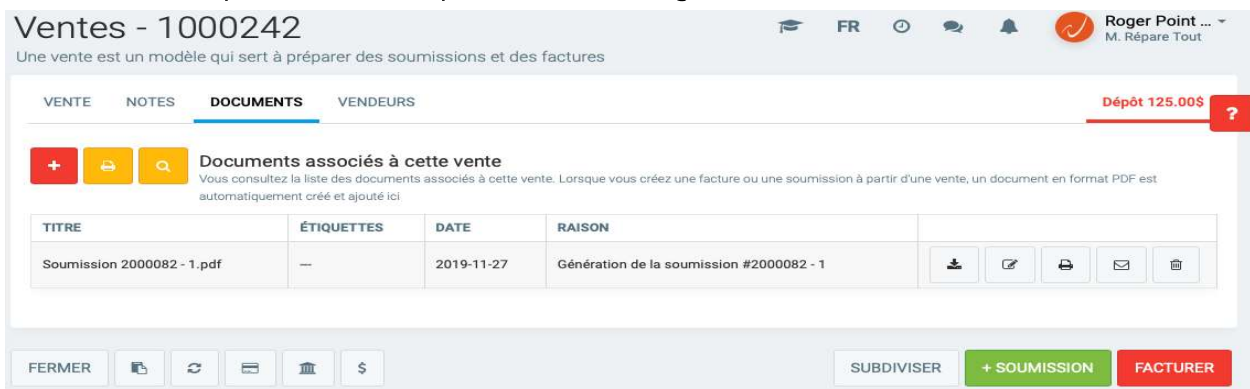 Ventes - 1000242
FR
Roger Point ...
M. Répare Tout
Une vente est un modèle qui sert à préparer des soumissions et des factures
VENTE NOTES DOCUMENTS VENDEURS
Dépôt 125.00$
?
Documents associés à cette vente
Vous consultez la liste des documents associés à cette vente. Lorsque vous créez une facture ou une soumission à partir d'une vente, un document en format PDF est
automatiquement créé et ajouté ici
TITRE ÉTIQUETTES DATE RAISON
Soumission 2000082 - 1.pdf --- 2019-11-27 Génération de la soumission #2000082 - 1
FERMER $ SUBDIVISER + SOUMISSION FACTURER